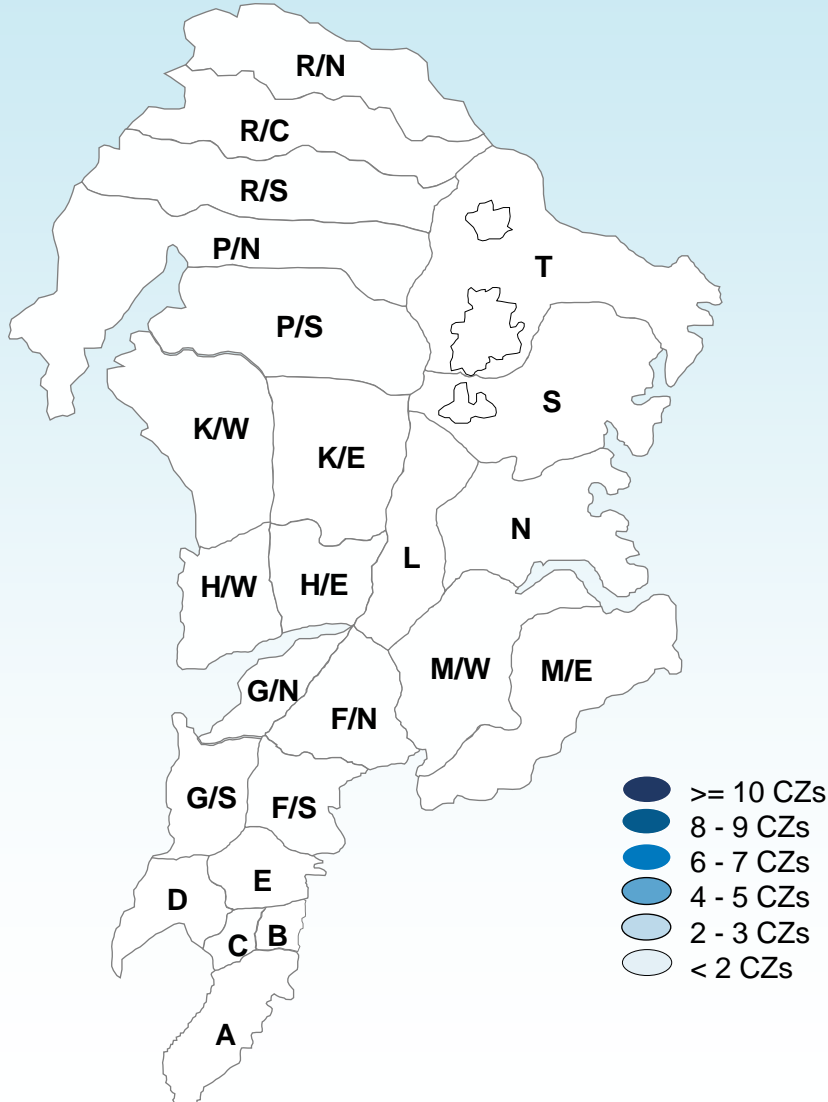 R/N
R/C
R/S
P/N
T
P/S
S
K/W
K/E
N
L
H/W
H/E
M/W
M/E
G/N
F/N
G/S
F/S
E
D
B
C
A
>= 10 CZs
8 - 9 CZs
6 - 7 CZs
4 - 5 CZs
2 - 3 CZs
< 2 CZs